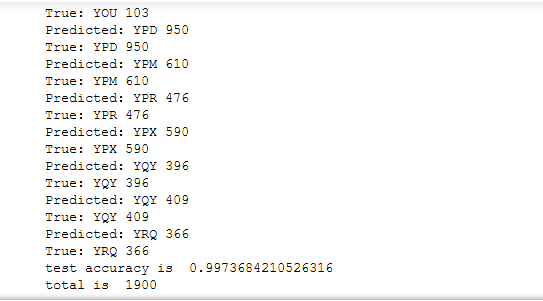 True: YOU 103
Predicted: YPD 950
True: YPD 950
Predicted: YPM 610
True: YPM 610
Predicted: YPR 476
True: YPR 476
Predicted: YPX 590
True: YPX 590
Predicted: YQY 396
True: YQY 396
Predicted: YQY 409
True: YQY 409
Predicted: YRQ 366
True: YRQ 366
test accuracy is  0.9973684210526316
total is  1900